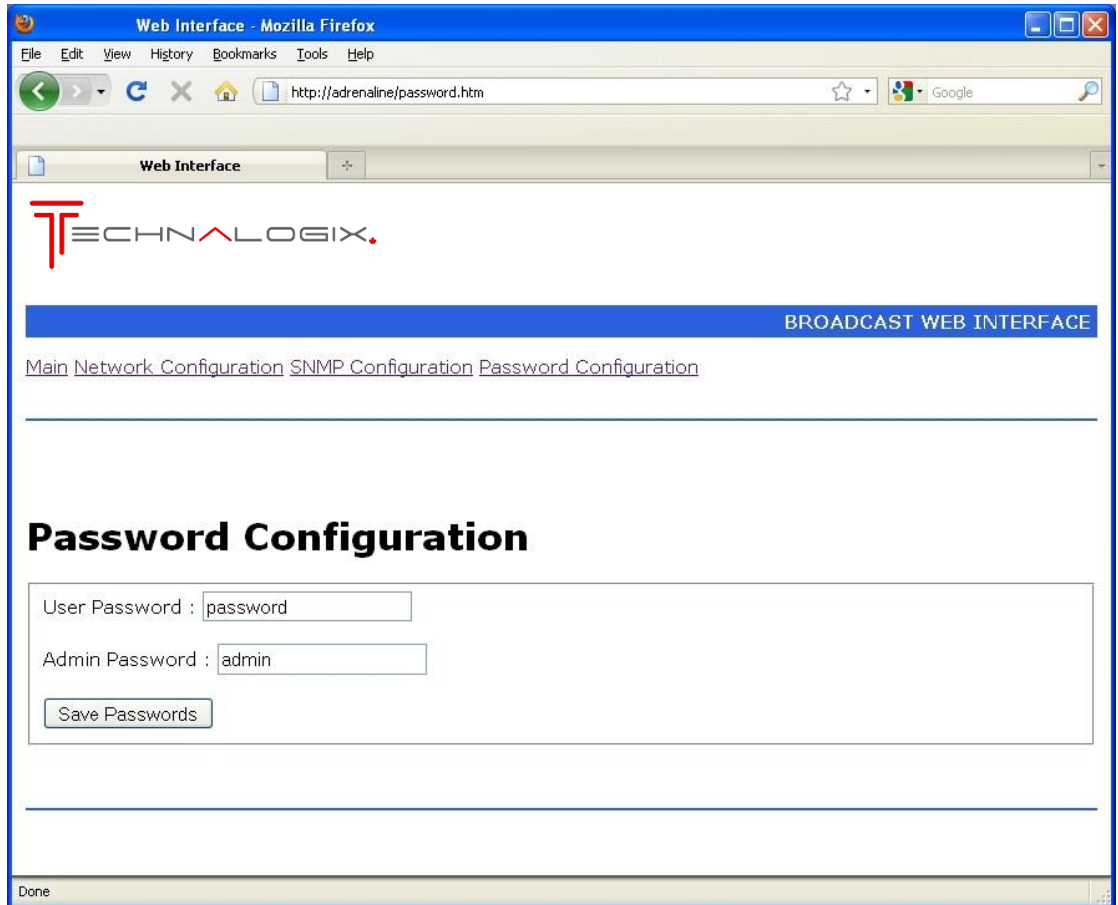 Web Interface - Mozilla Firefox
File Edit View History Bookmarks Tools Help
http://adrenaline/password.htm Google
Web Interface
TECHNALOGIX.
BROADCAST WEB INTERFACE
Main Network Configuration SNMP Configuration Password Configuration
Password Configuration
User Password : password
Admin Password : admin
Save Passwords
Done